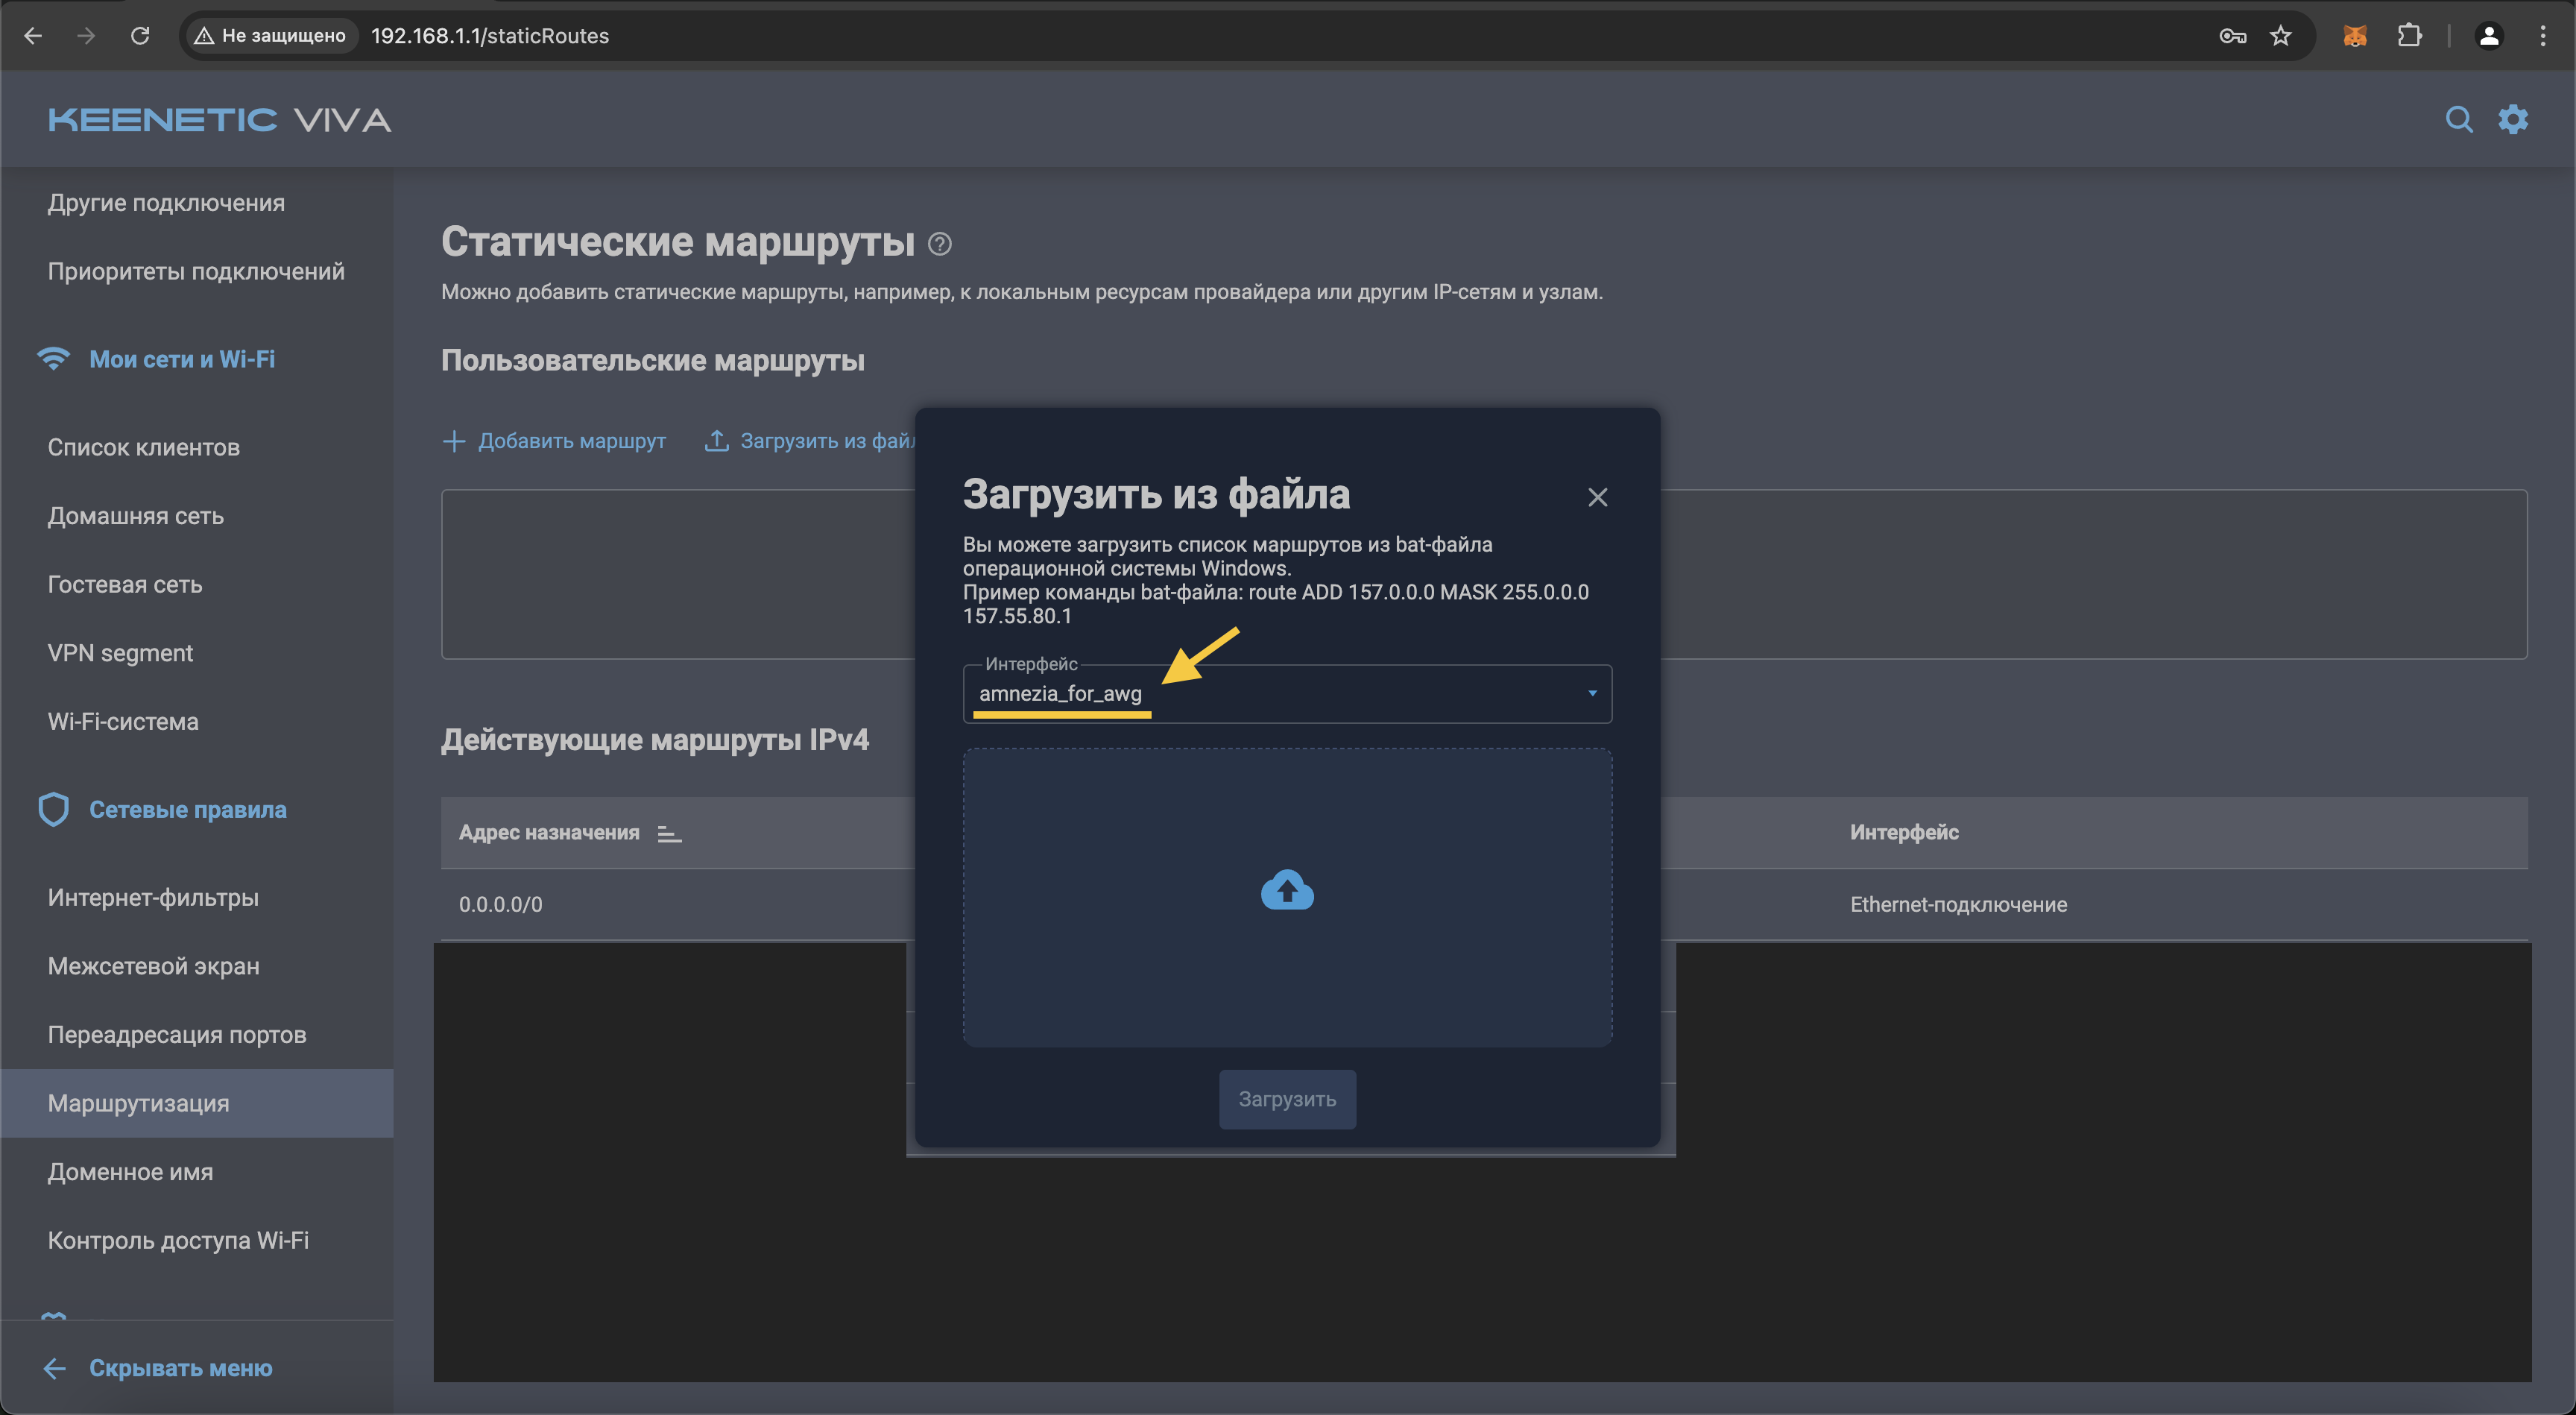 Не защищено
192.168.1.1/staticRoutes
KEENETIC VIVA
Другие подключения
Приоритеты подключений
Мои сети и Wi-Fi
Список клиентов
Домашняя сеть
Гостевая сеть
VPN segment
Wi-Fi-система
Сетевые правила
Интернет-фильтры
Межсетевой экран
Переадресация портов
Маршрутизация
Доменное имя
Контроль доступа Wi-Fi
Скрывать меню
Статические маршруты
Можно добавить статические маршруты, например, к локальным ресурсам провайдера или другим IP-сетям и узлам.
Пользовательские маршруты
Добавить маршрут
Загрузить из файл
Действующие маршруты IPv4
Адрес назначения
Интерфейс
0.0.0.0/0
Ethernet-подключение
Загрузить из файла
Вы можете загрузить список маршрутов из bat-файла
операционной системы Windows.
Пример команды bat-файла: route ADD 157.0.0.0 MASK 255.0.0.0
157.55.80.1
Интерфейс
amnezia_for_awg
Загрузить